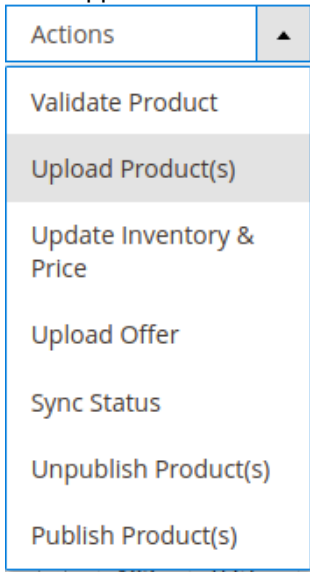 Actions
Validate Product
Upload Product(s)
Update Inventory &
Price
Upload Offer
Sync Status
Unpublish Product(s)
Publish Product(s)